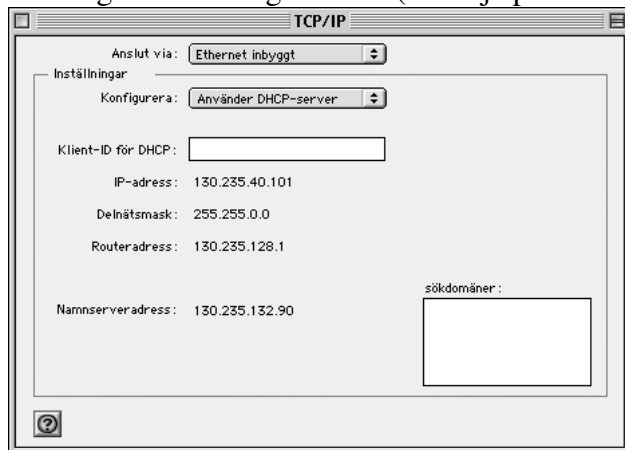 TCP/IP
Anslut via: Ethernet inbyggt
Inställningar
Konfigurera: Använder DHCP-server
Klient-ID för DHCP:
IP-adress: 130.235.40.101
Delnätsmask: 255.255.0.0
Routeradress: 130.235.128.1
sökdomäner:
Namnserveradress: 130.235.132.90
?